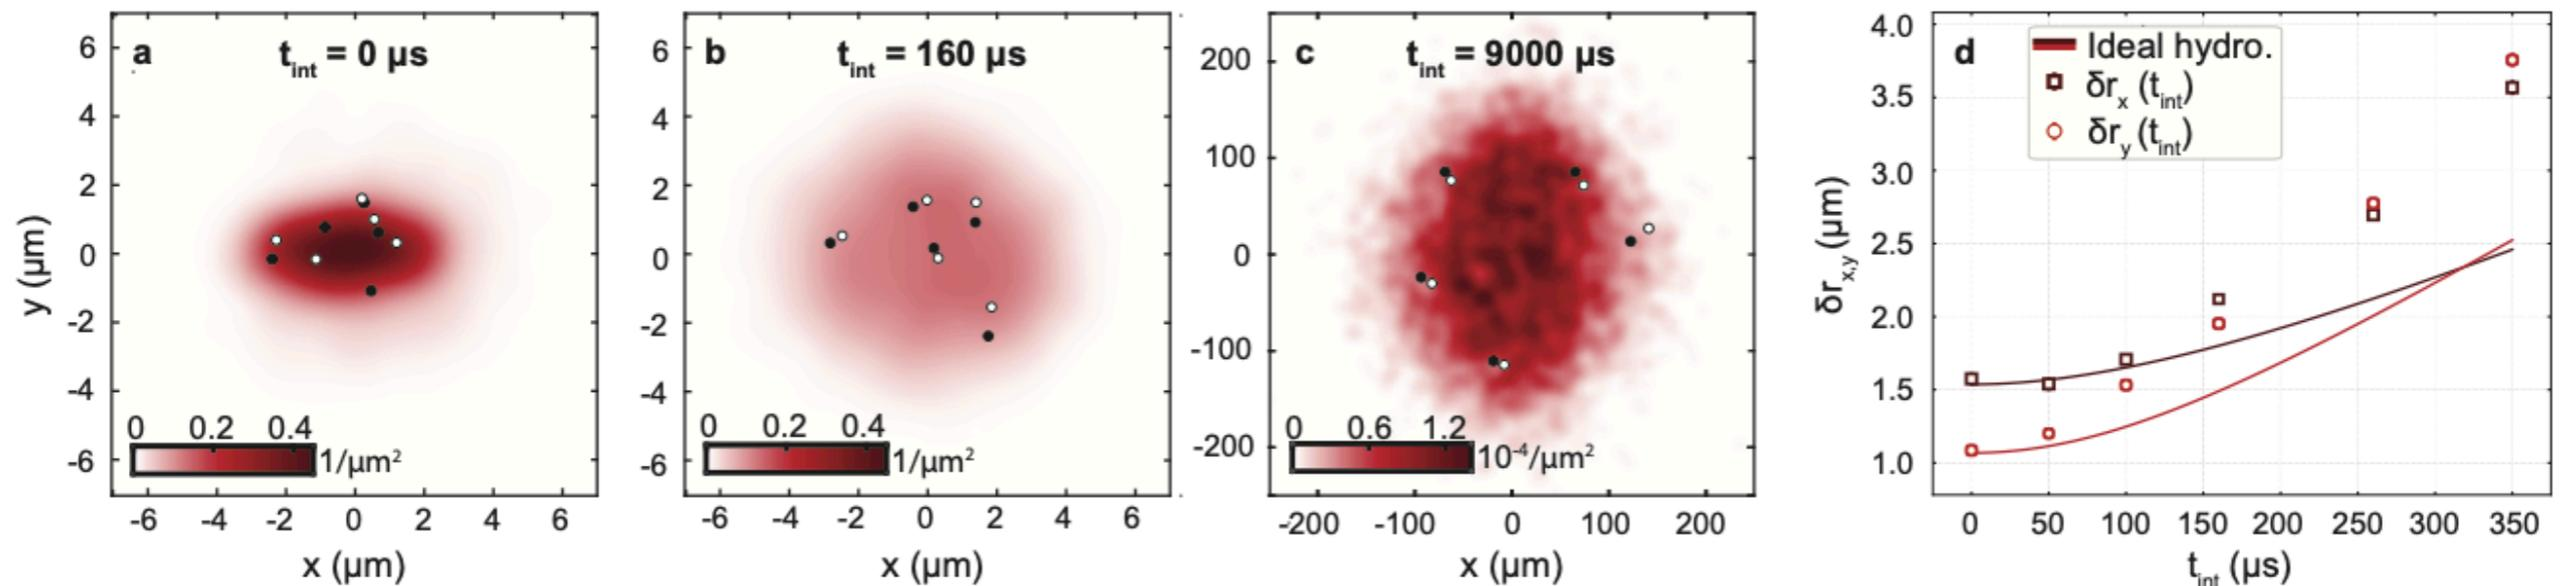 a
t_int = 0 µs
6
4
2
0
-2
-4
-6
y (µm)
0 0.2 0.4
1/µm²
-6 -4 -2 0 2 4 6
x (µm)
b
t_int = 160 µs
6
4
2
0
-2
-4
-6
0 0.2 0.4
1/µm²
-6 -4 -2 0 2 4 6
x (µm)
c
t_int = 9000 µs
200
100
0
-100
-200
0 0.6 1.2
10⁻⁴/µm²
-200 -100 0 100 200
x (µm)
d
Ideal hydro.
δr_x (t_int)
δr_y (t_int)
4.0
3.5
3.0
2.5
2.0
1.5
1.0
δr_x,y (µm)
0 50 100 150 200 250 300 350
t_int (µs)